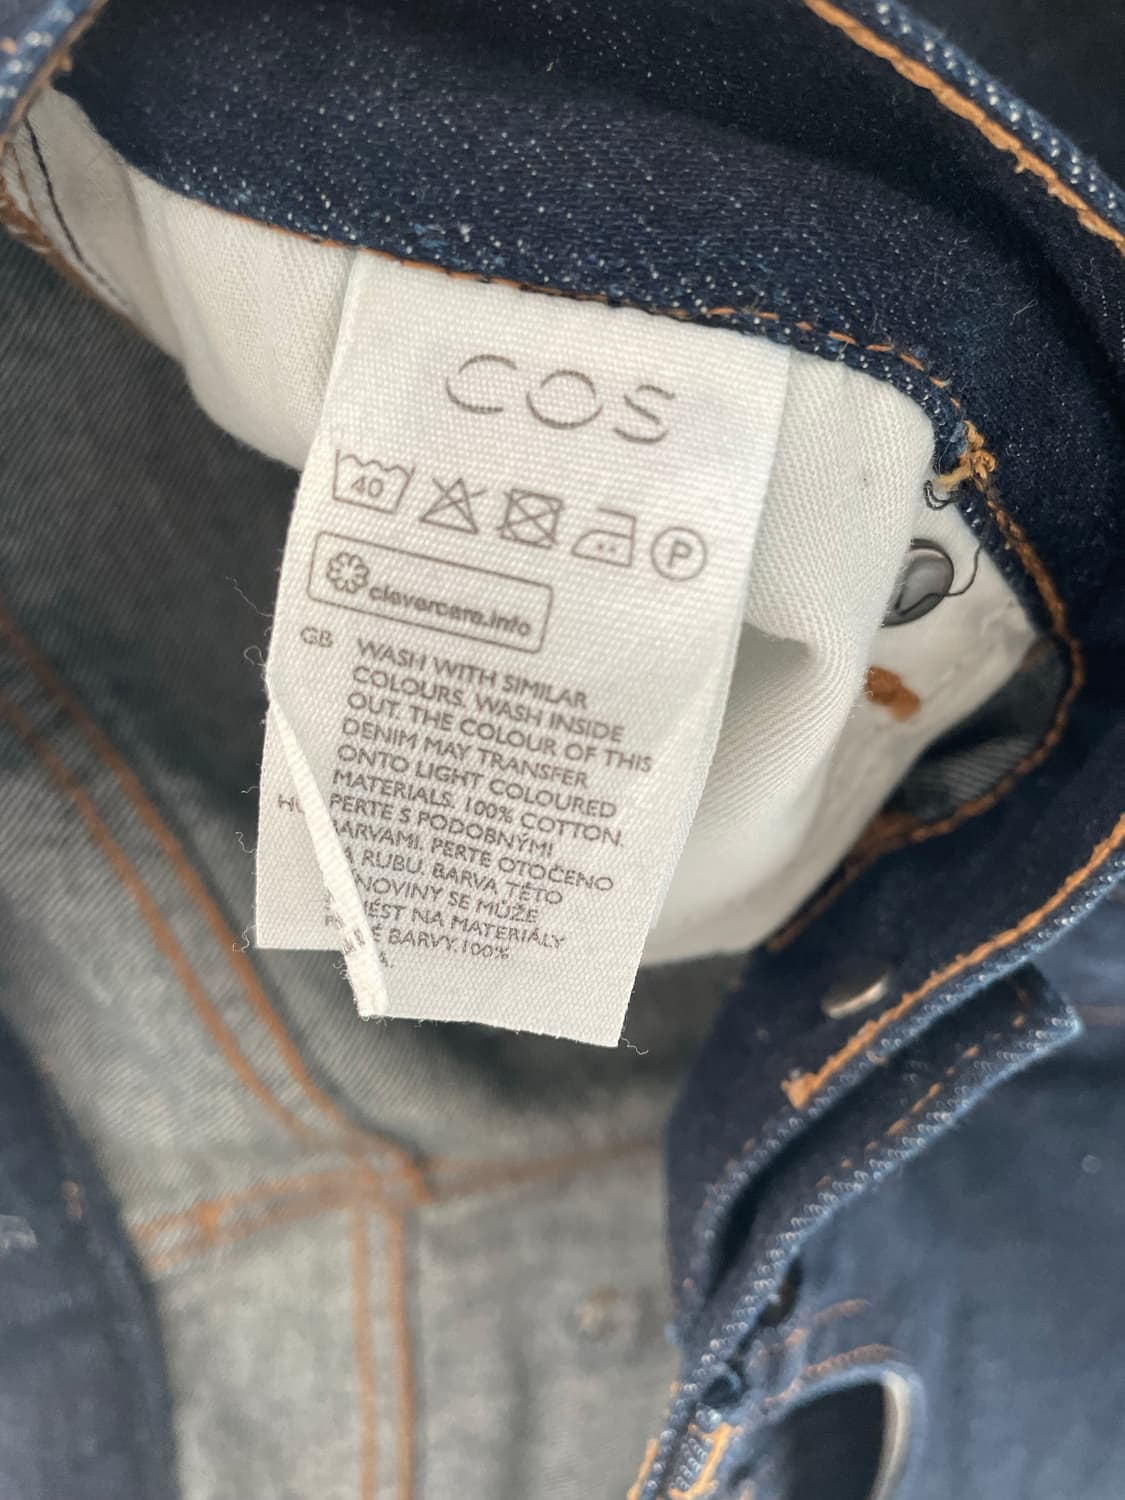 COS
40
P
clevercare.info
GB WASH WITH SIMILAR
COLOURS. WASH INSIDE
OUT. THE COLOUR OF THIS
DENIM MAY TRANSFER
ONTO LIGHT COLOURED
MATERIALS. 100% COTTON.
PERTE S PODOBNÝMI
BARVAMI. PERTE OTOČENO
RUBU. BARVA TÉTO
SE MŮŽE
NA MATERIÁLY
BARVY.100%